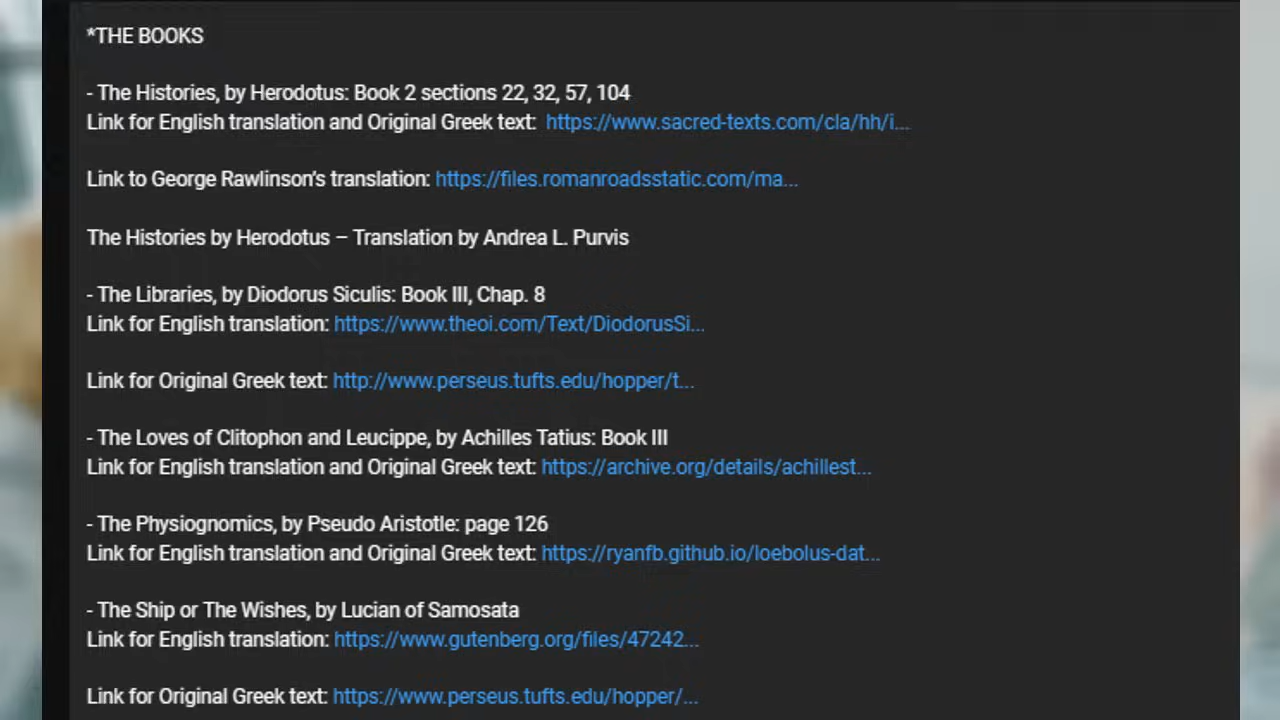 *THE BOOKS
- The Histories, by Herodotus: Book 2 sections 22, 32, 57, 104
Link for English translation and Original Greek text:  https://www.sacred-texts.com/cla/hh/i...
Link to George Rawlinson's translation: https://files.romanroadsstatic.com/ma...
The Histories by Herodotus – Translation by Andrea L. Purvis
- The Libraries, by Diodorus Siculis: Book III, Chap. 8
Link for English translation: https://www.theoi.com/Text/DiodorusSi...
Link for Original Greek text: http://www.perseus.tufts.edu/hopper/t...
- The Loves of Clitophon and Leucippe, by Achilles Tatius: Book III
Link for English translation and Original Greek text: https://archive.org/details/achillest...
- The Physiognomics, by Pseudo Aristotle: page 126
Link for English translation and Original Greek text: https://ryanfb.github.io/loebolus-dat...
- The Ship or The Wishes, by Lucian of Samosata
Link for English translation: https://www.gutenberg.org/files/47242...
Link for Original Greek text: https://www.perseus.tufts.edu/hopper/...